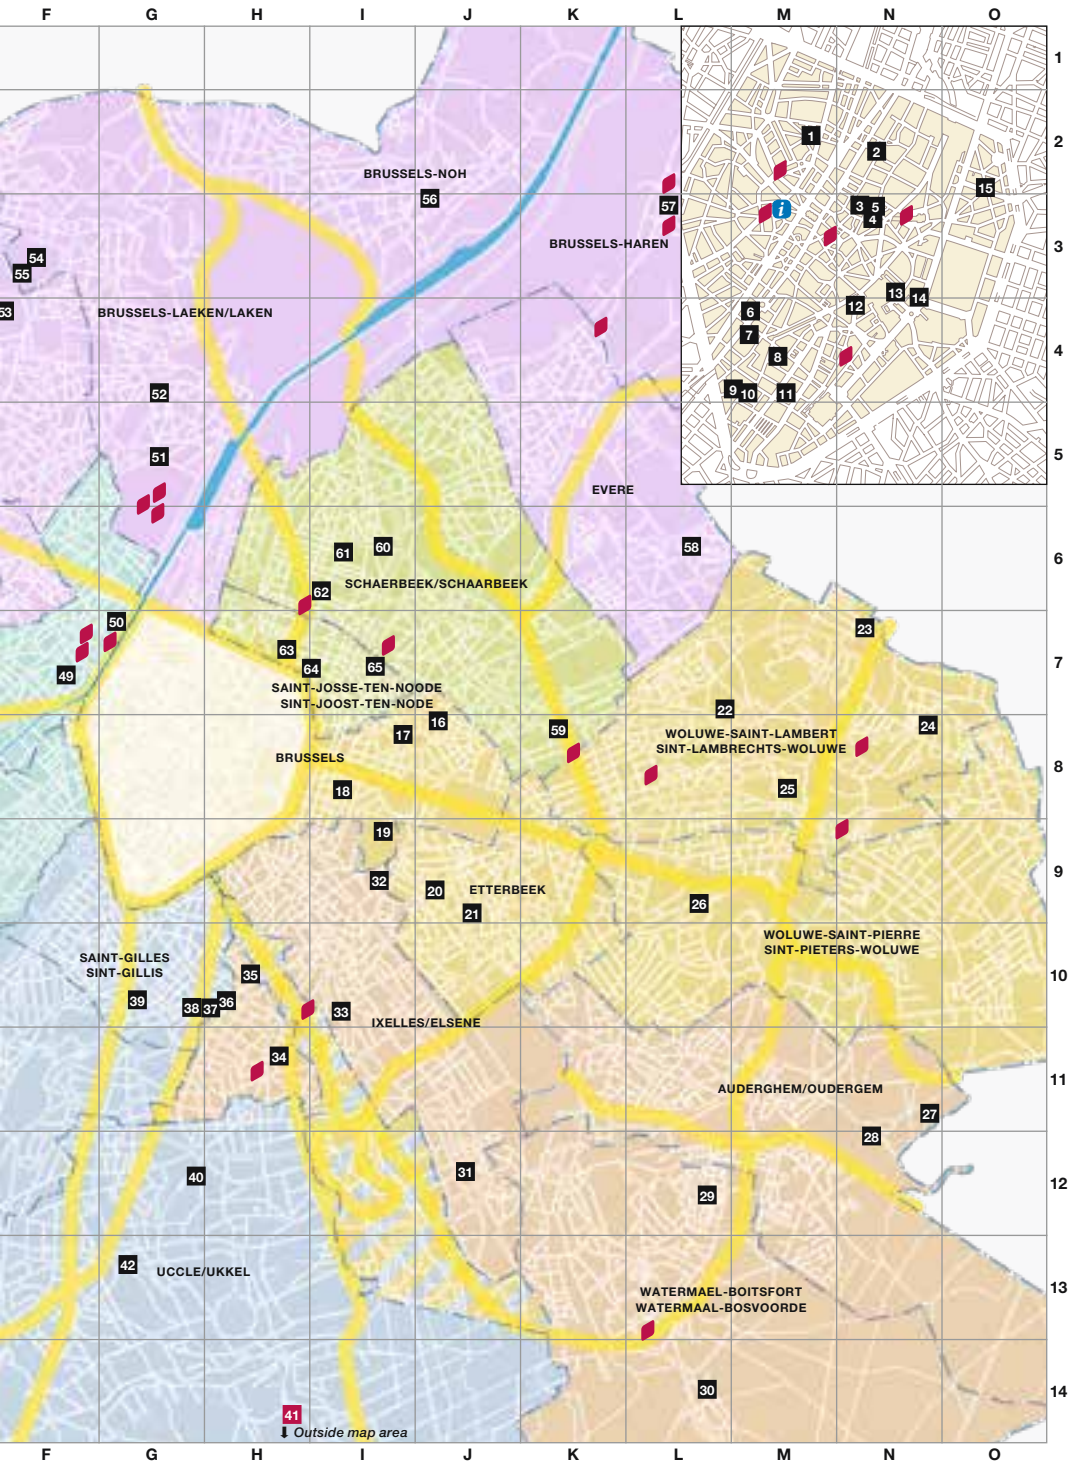 F G H I J K L M N O
1
2
3
4
5
6
7
8
9
10
11
12
13
14
1
2
15
3 5
4
i
13 14
12
6
7
8
9 10 11
BRUSSELS-NOH
56
57
BRUSSELS-HAREN
54
55
53
BRUSSELS-LAEKEN/LAKEN
52
51
EVERE
58
61 60
SCHAERBEEK/SCHAARBEEK
62
50
23
63
64 65
49
SAINT-JOSSE-TEN-NOODE
SINT-JOOST-TEN-NODE
22
16
17
59
24
WOLUWE-SAINT-LAMBERT
SINT-LAMBRECHTS-WOLUWE
BRUSSELS
18
25
19
32
20
ETTERBEEK
21
26
WOLUWE-SAINT-PIERRE
SINT-PIETERS-WOLUWE
SAINT-GILLES
SINT-GILLIS
35
39
38 37 36
33
IXELLES/ELSENE
34
AUDERGHEM/OUDERGEM
27
28
40
31
29
42
UCCLE/UKKEL
WATERMAEL-BOITSFORT
WATERMAAL-BOSVOORDE
30
41
⬇ Outside map area
F G H I J K L M N O